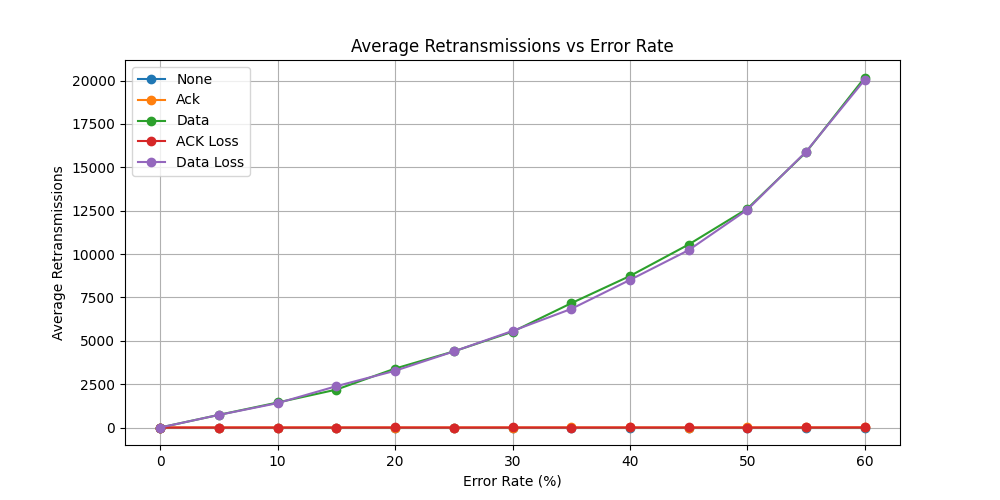 Average Retransmissions vs Error Rate
None
Ack
Data
ACK Loss
Data Loss
Average Retransmissions
20000
17500
15000
12500
10000
7500
5000
2500
0
0 10 20 30 40 50 60
Error Rate (%)